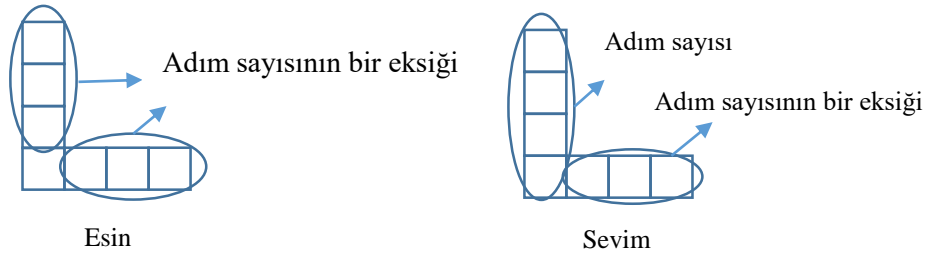 Adım sayısının bir eksiği
Esin
Adım sayısı
Adım sayısının bir eksiği
Sevim